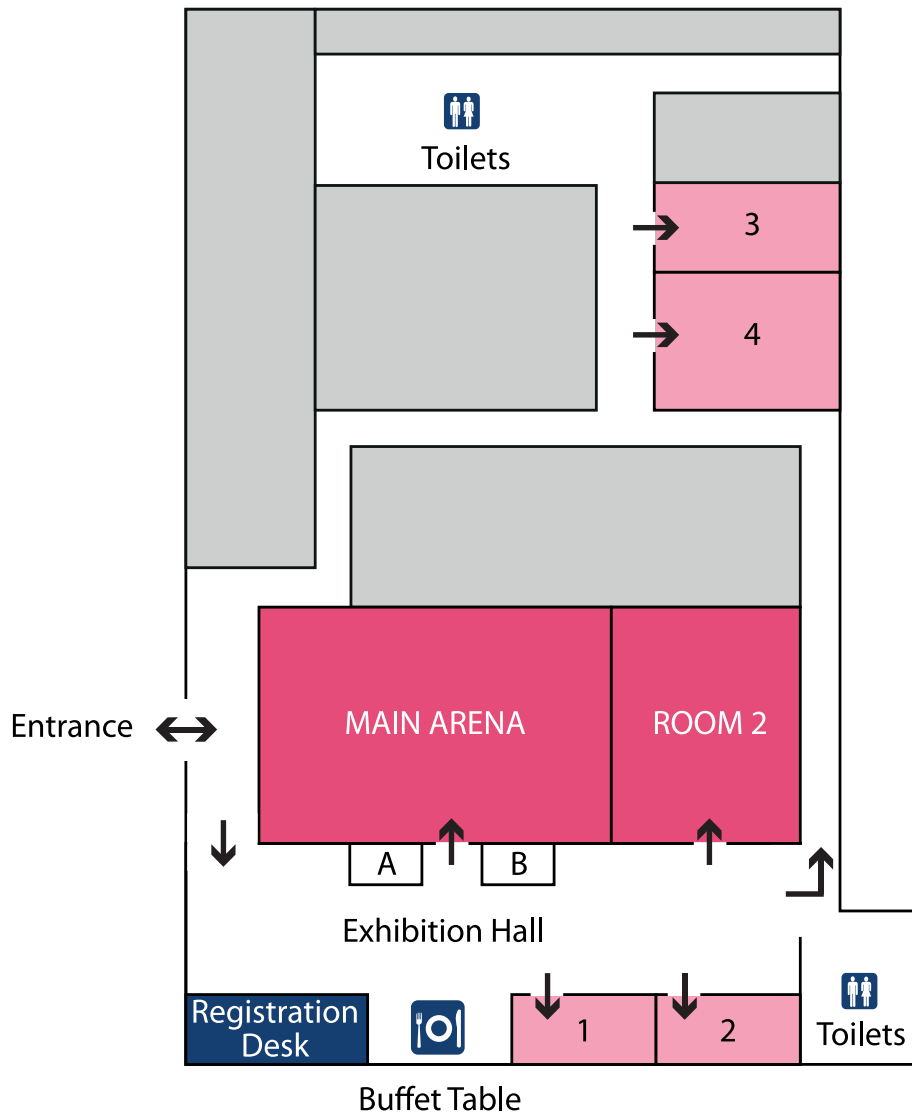 Toilets
3
4
Entrance
MAIN ARENA
ROOM 2
A
B
Exhibition Hall
Registration
Desk
1
2
Toilets
Buffet Table